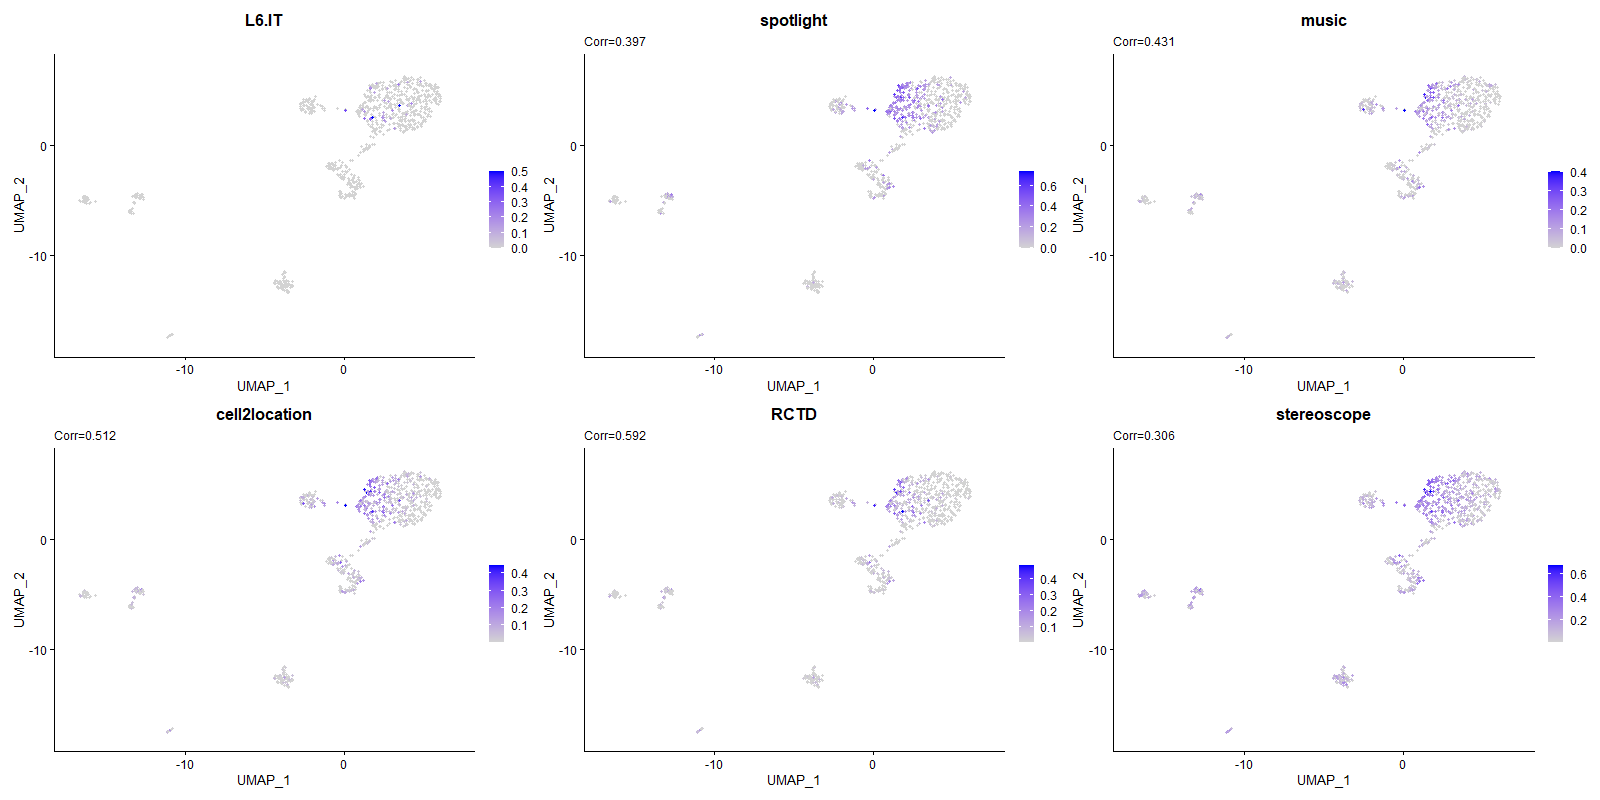 L6.IT
UMAP_2
0
-10
-10
0
UMAP_1
0.5
0.4
0.3
0.2
0.1
0.0
spotlight
Corr=0.397
UMAP_2
0
-10
-10
0
UMAP_1
0.6
0.4
0.2
0.0
music
Corr=0.431
UMAP_2
0
-10
-10
0
UMAP_1
0.4
0.3
0.2
0.1
0.0
cell2location
Corr=0.512
UMAP_2
0
-10
-10
0
UMAP_1
0.4
0.3
0.2
0.1
RCTD
Corr=0.592
UMAP_2
0
-10
-10
0
UMAP_1
0.4
0.3
0.2
0.1
stereoscope
Corr=0.306
UMAP_2
0
-10
-10
0
UMAP_1
0.6
0.4
0.2